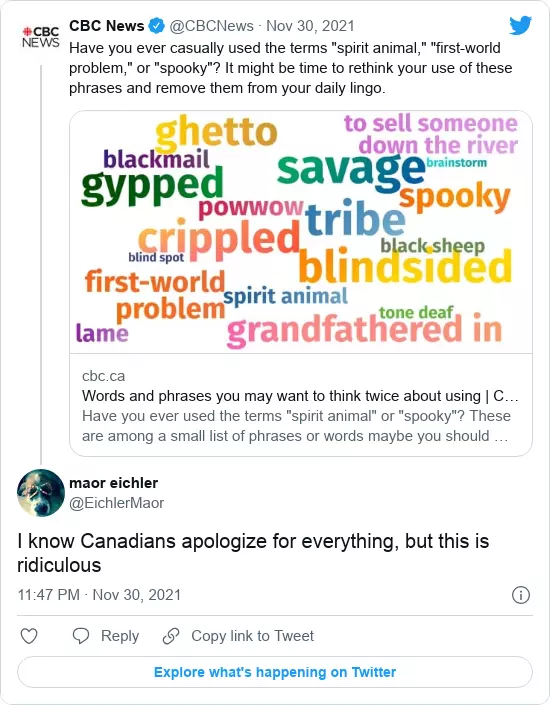 CBC News @CBCNews · Nov 30, 2021
CBC
NEWS
Have you ever casually used the terms "spirit animal," "first-world
problem," or "spooky"? It might be time to rethink your use of these
phrases and remove them from your daily lingo.
ghetto
to sell someone
down the river
blackmail
savage
brainstorm
gypped
spooky
powwow
tribe
crippled
black sheep
blind spot
blindsided
first-world
problem
spirit animal
tone deaf
lame
grandfathered in
cbc.ca
Words and phrases you may want to think twice about using | C...
Have you ever used the terms "spirit animal" or "spooky"? These
are among a small list of phrases or words maybe you should ...
maor eichler
@EichlerMaor
I know Canadians apologize for everything, but this is
ridiculous
11:47 PM · Nov 30, 2021
Reply
Copy link to Tweet
Explore what's happening on Twitter